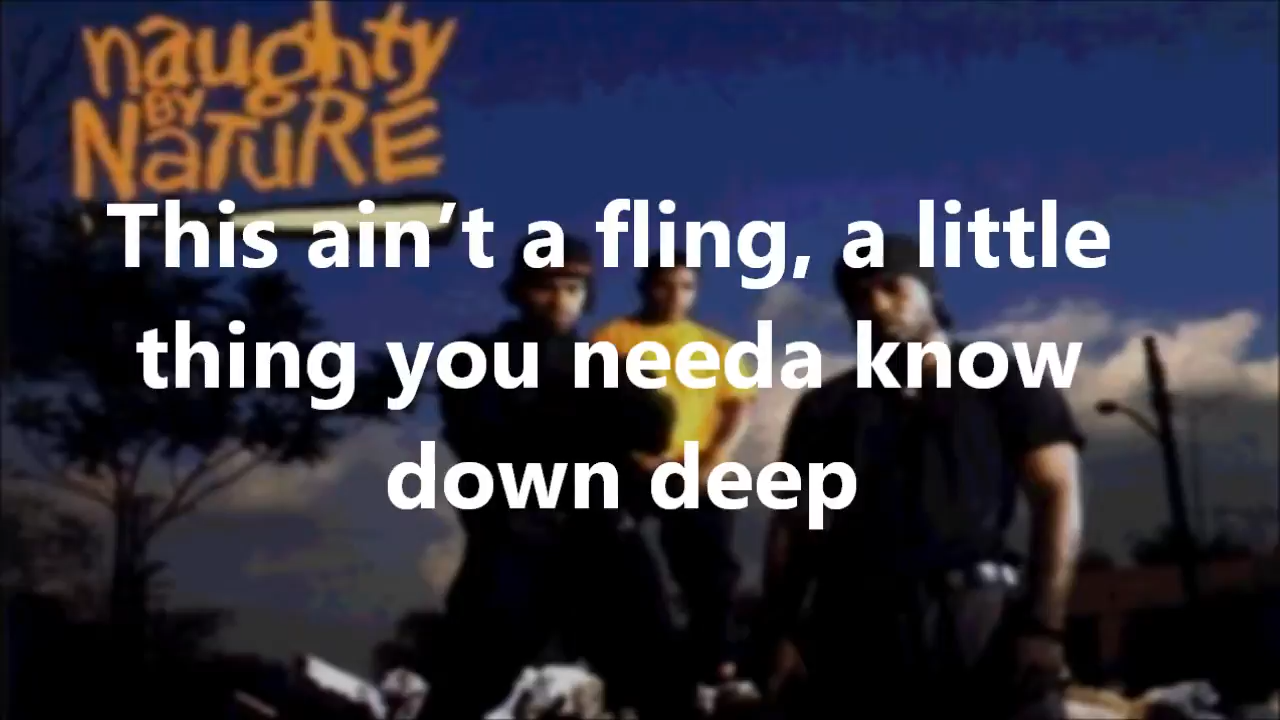 naughty
BY
NaTuRE
This ain’t a fling, a little
thing you needa know
down deep